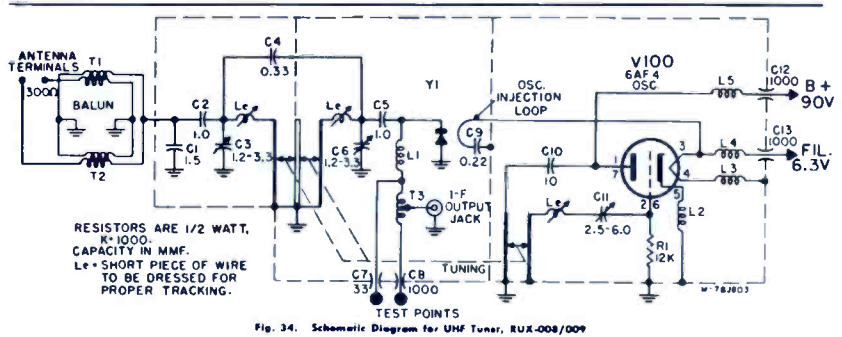 ANTENNA
TERMINALS
T1
300Ω
BALUN
T2
C1
1.5
C2
1.0
C3
1.2-3.3
Le
C4
0.33
Le
C5
1.0
C6
1.2-3.3
Y1
L1
T3
I-F
OUTPUT
JACK
C7
33
C8
1000
TEST POINTS
TUNING
OSC.
INJECTION
LOOP
C9
0.22
C10
10
Le
C11
2.5-6.0
V100
6AF4
OSC.
1
7
2
6
3
4
5
R1
12K
L2
L3
L4
L5
C12
1000
B+
90V
C13
1000
FIL.
6.3V
M-78J803
RESISTORS ARE 1/2 WATT,
K=1000.
CAPACITY IN MMF.
Le = SHORT PIECE OF WIRE
TO BE DRESSED FOR
PROPER TRACKING.
Fig. 34. Schematic Diagram for UHF Tuner, RUX-008/009